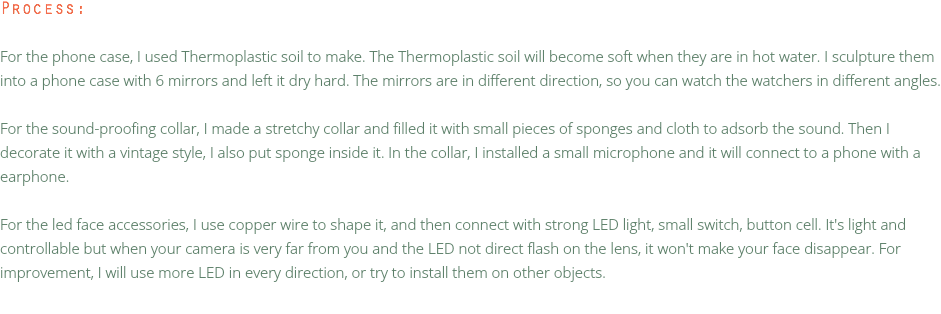 Process:
For the phone case, I used Thermoplastic soil to make. The Thermoplastic soil will become soft when they are in hot water. I sculpture them
into a phone case with 6 mirrors and left it dry hard. The mirrors are in different direction, so you can watch the watchers in different angles.
For the sound-proofing collar, I made a stretchy collar and filled it with small pieces of sponges and cloth to adsorb the sound. Then I
decorate it with a vintage style, I also put sponge inside it. In the collar, I installed a small microphone and it will connect to a phone with a
earphone.
For the led face accessories, I use copper wire to shape it, and then connect with strong LED light, small switch, button cell. It's light and
controllable but when your camera is very far from you and the LED not direct flash on the lens, it won't make your face disappear. For
improvement, I will use more LED in every direction, or try to install them on other objects.